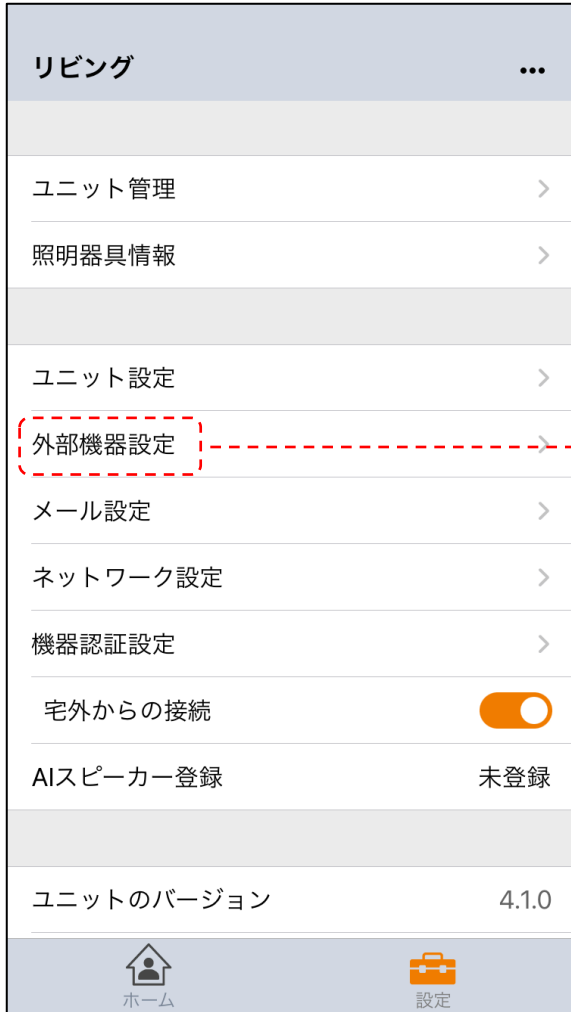 リビング
•••
ユニット管理
照明器具情報
ユニット設定
外部機器設定
メール設定
ネットワーク設定
機器認証設定
宅外からの接続
AIスピーカー登録 未登録
ユニットのバージョン 4.1.0
ホーム 設定